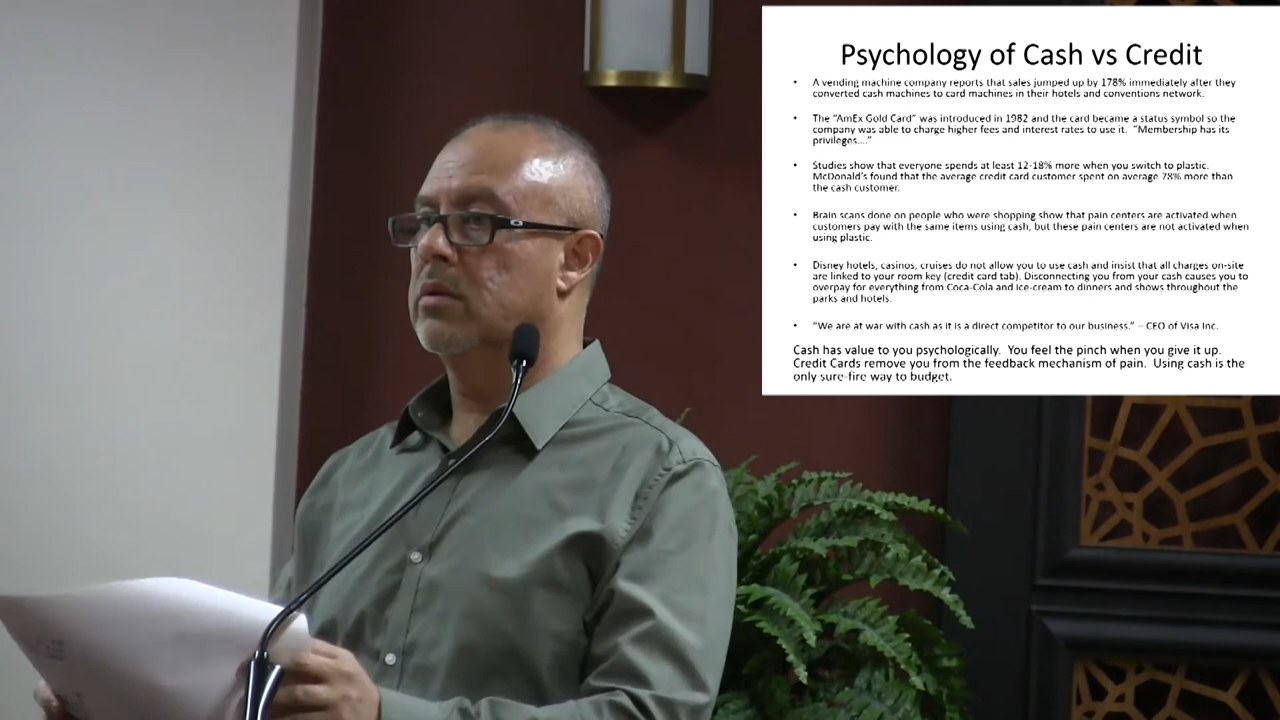 Psychology of Cash vs Credit
• A vending machine company reports that sales jumped up by 178% immediately after they
converted cash machines to card machines in their hotels and conventions network.
• The "AmEx Gold Card" was introduced in 1982 and the card became a status symbol so the
company was able to charge higher fees and interest rates to use it. "Membership has its
privileges...."
• Studies show that everyone spends at least 12-18% more when you switch to plastic.
McDonald's found that the average credit card customer spent on average 78% more than
the cash customer.
• Brain scans done on people who were shopping show that pain centers are activated when
customers pay with the same items using cash, but these pain centers are not activated when
using plastic.
• Disney hotels, casinos, cruises do not allow you to use cash and insist that all charges on-site
are linked to your room key (credit card tab). Disconnecting you from your cash causes you to
overpay for everything from Coca-Cola and ice-cream to dinners and shows throughout the
parks and hotels.
• "We are at war with cash as it is a direct competitor to our business." – CEO of Visa Inc.
Cash has value to you psychologically. You feel the pinch when you give it up.
Credit Cards remove you from the feedback mechanism of pain. Using cash is the
only sure-fire way to budget.